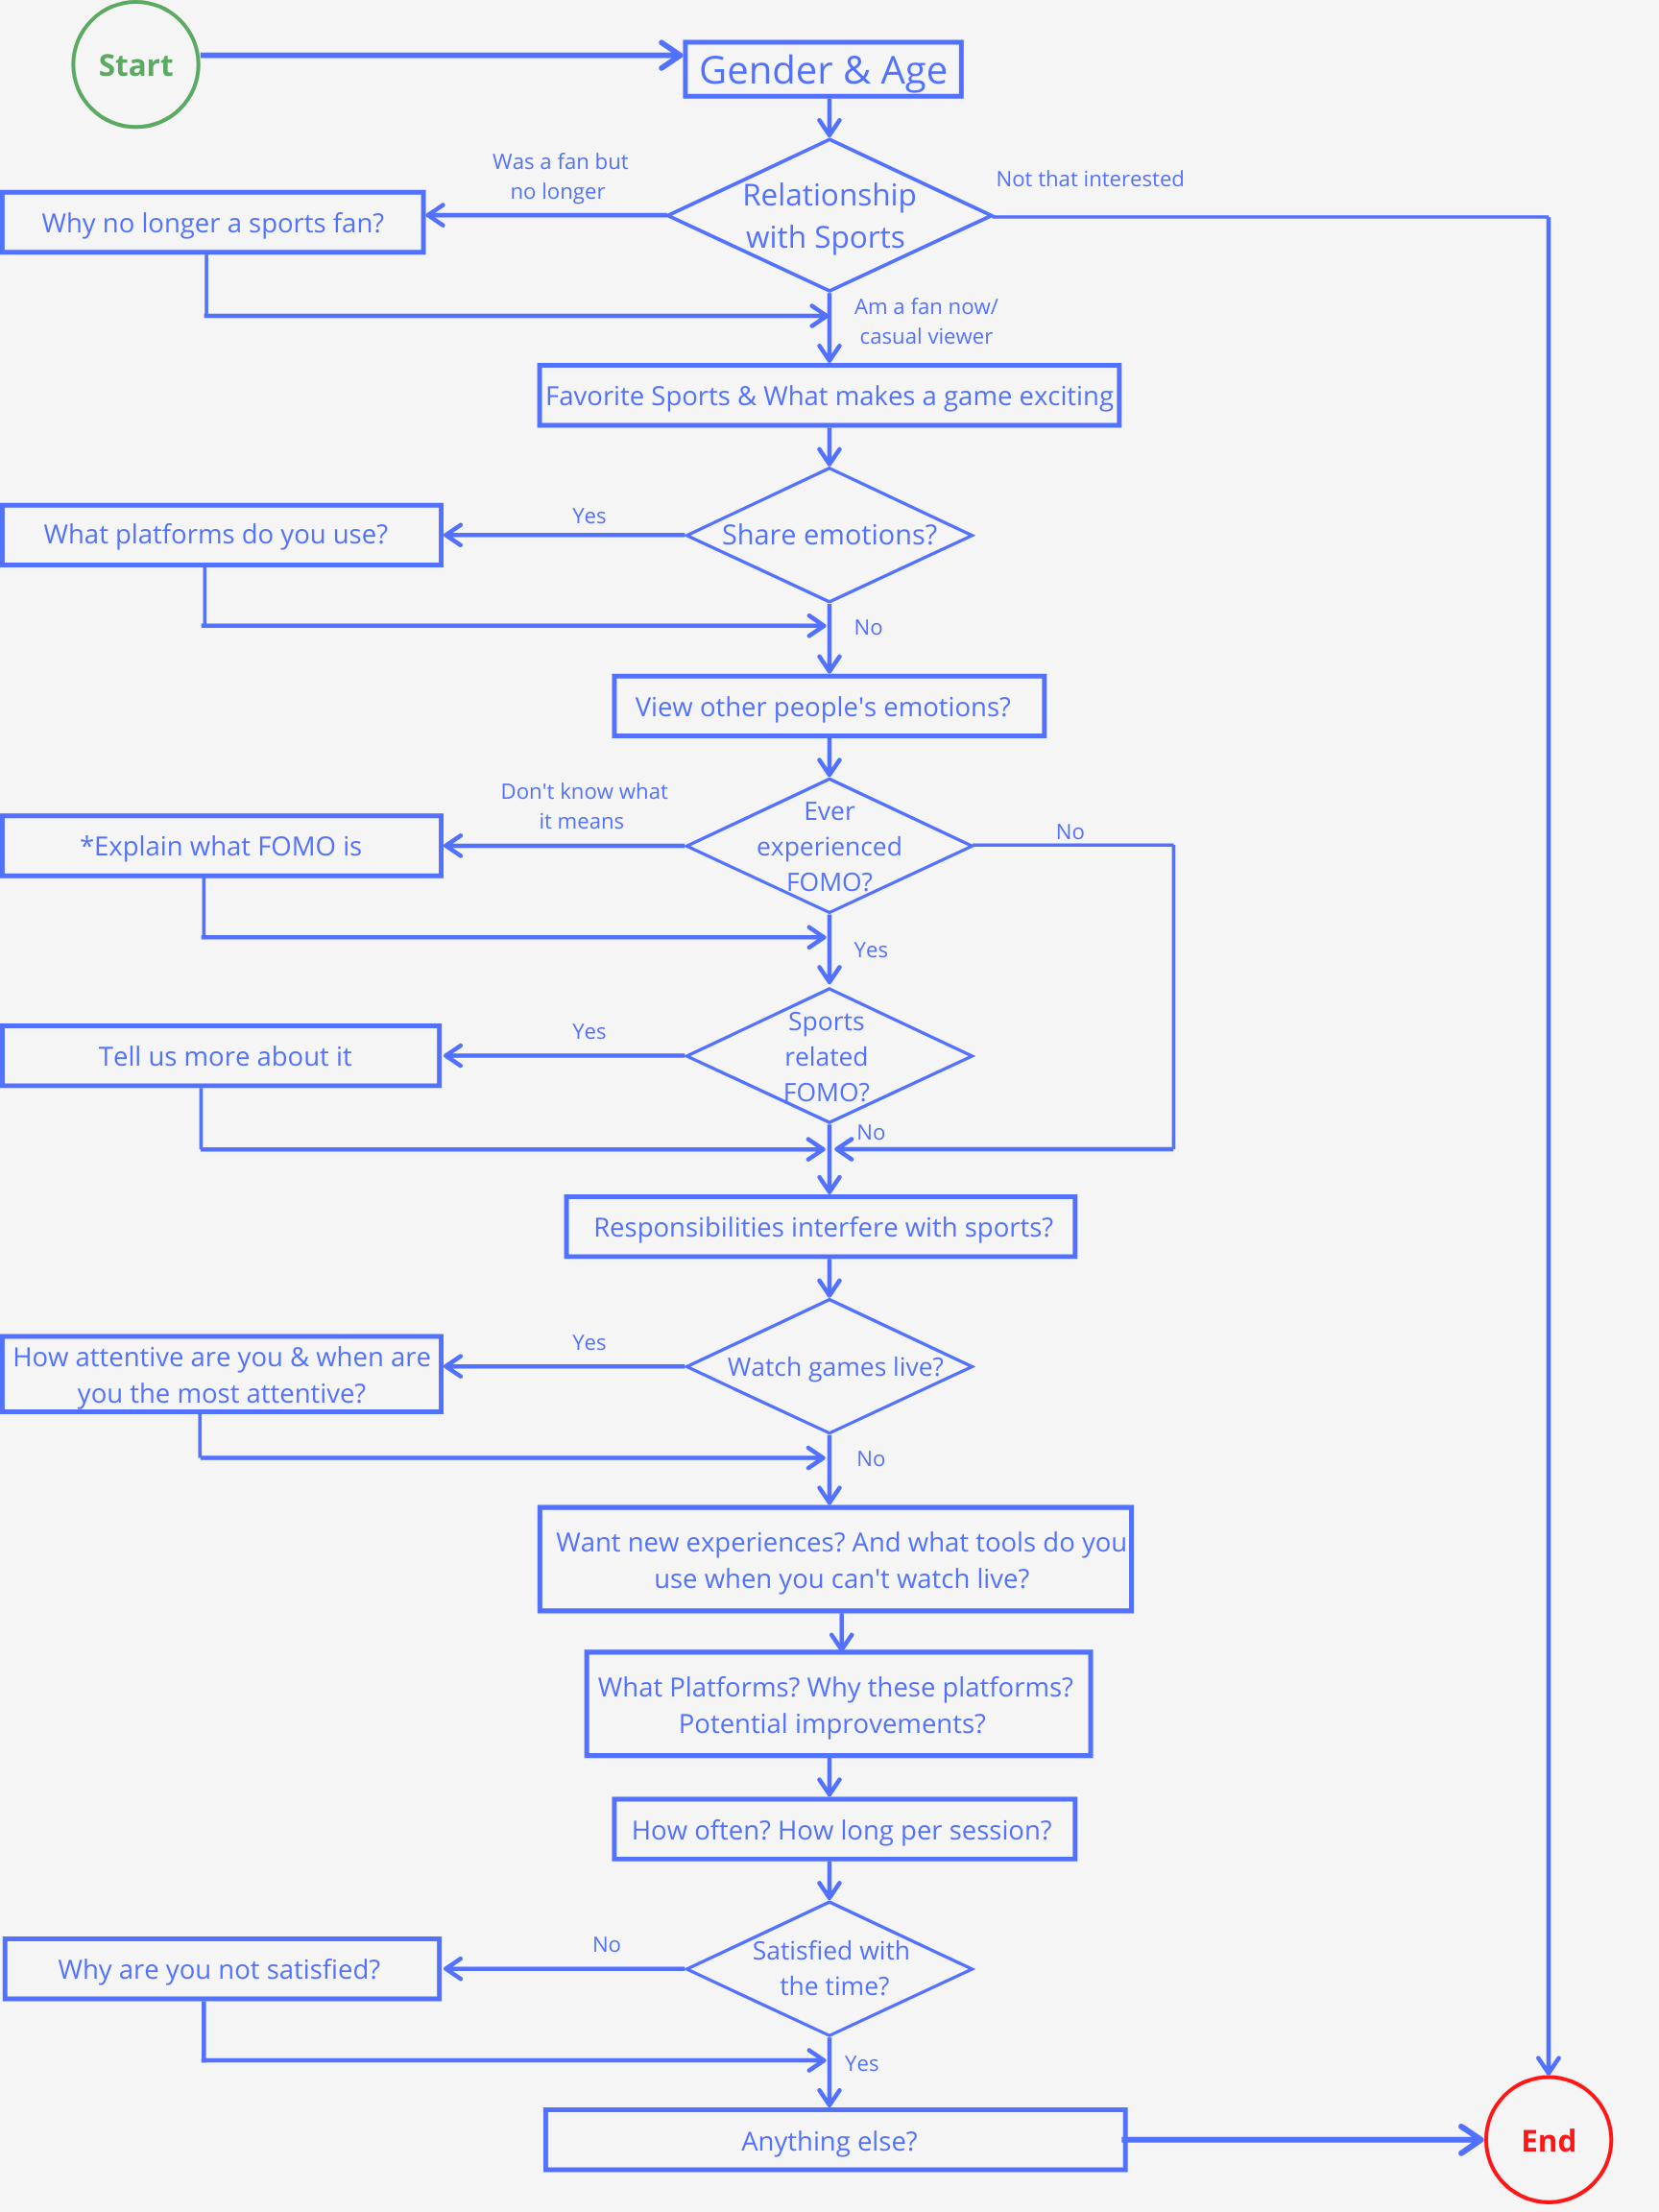 Start
Gender & Age
Was a fan but
no longer
Not that interested
Relationship
with Sports
Why no longer a sports fan?
Am a fan now/
casual viewer
Favorite Sports & What makes a game exciting
Yes
What platforms do you use?
Share emotions?
No
View other people's emotions?
Don't know what
it means
Ever
experienced
FOMO?
No
*Explain what FOMO is
Yes
Sports
related
FOMO?
Yes
Tell us more about it
No
Responsibilities interfere with sports?
Yes
How attentive are you & when are
you the most attentive?
Watch games live?
No
Want new experiences? And what tools do you
use when you can't watch live?
What Platforms? Why these platforms?
Potential improvements?
How often? How long per session?
No
Satisfied with
the time?
Why are you not satisfied?
Yes
Anything else?
End